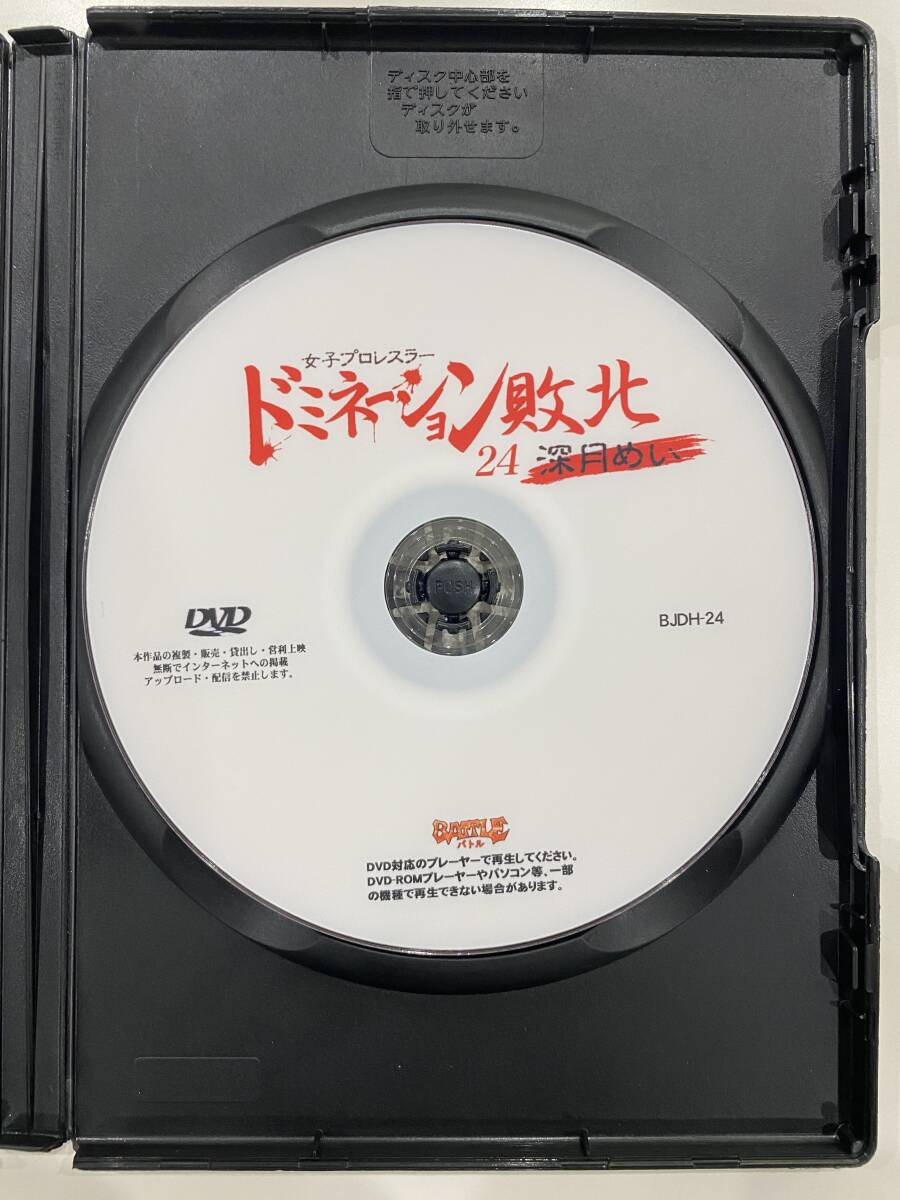 ディスク中心部を
指で押してください
ディスクが
取り外せます。
女子プロレスラー
ドミネーション敗北
24 深月めい
PUSH
DVD
BJDH-24
本作品の複製・販売・貸出し・営利上映
無断でインターネットへの掲載
アップロード・配信を禁止します。
BATTLE
バトル
DVD対応のプレーヤーで再生してください。
DVD-ROMプレーヤーやパソコン等、一部
の機種で再生できない場合があります。